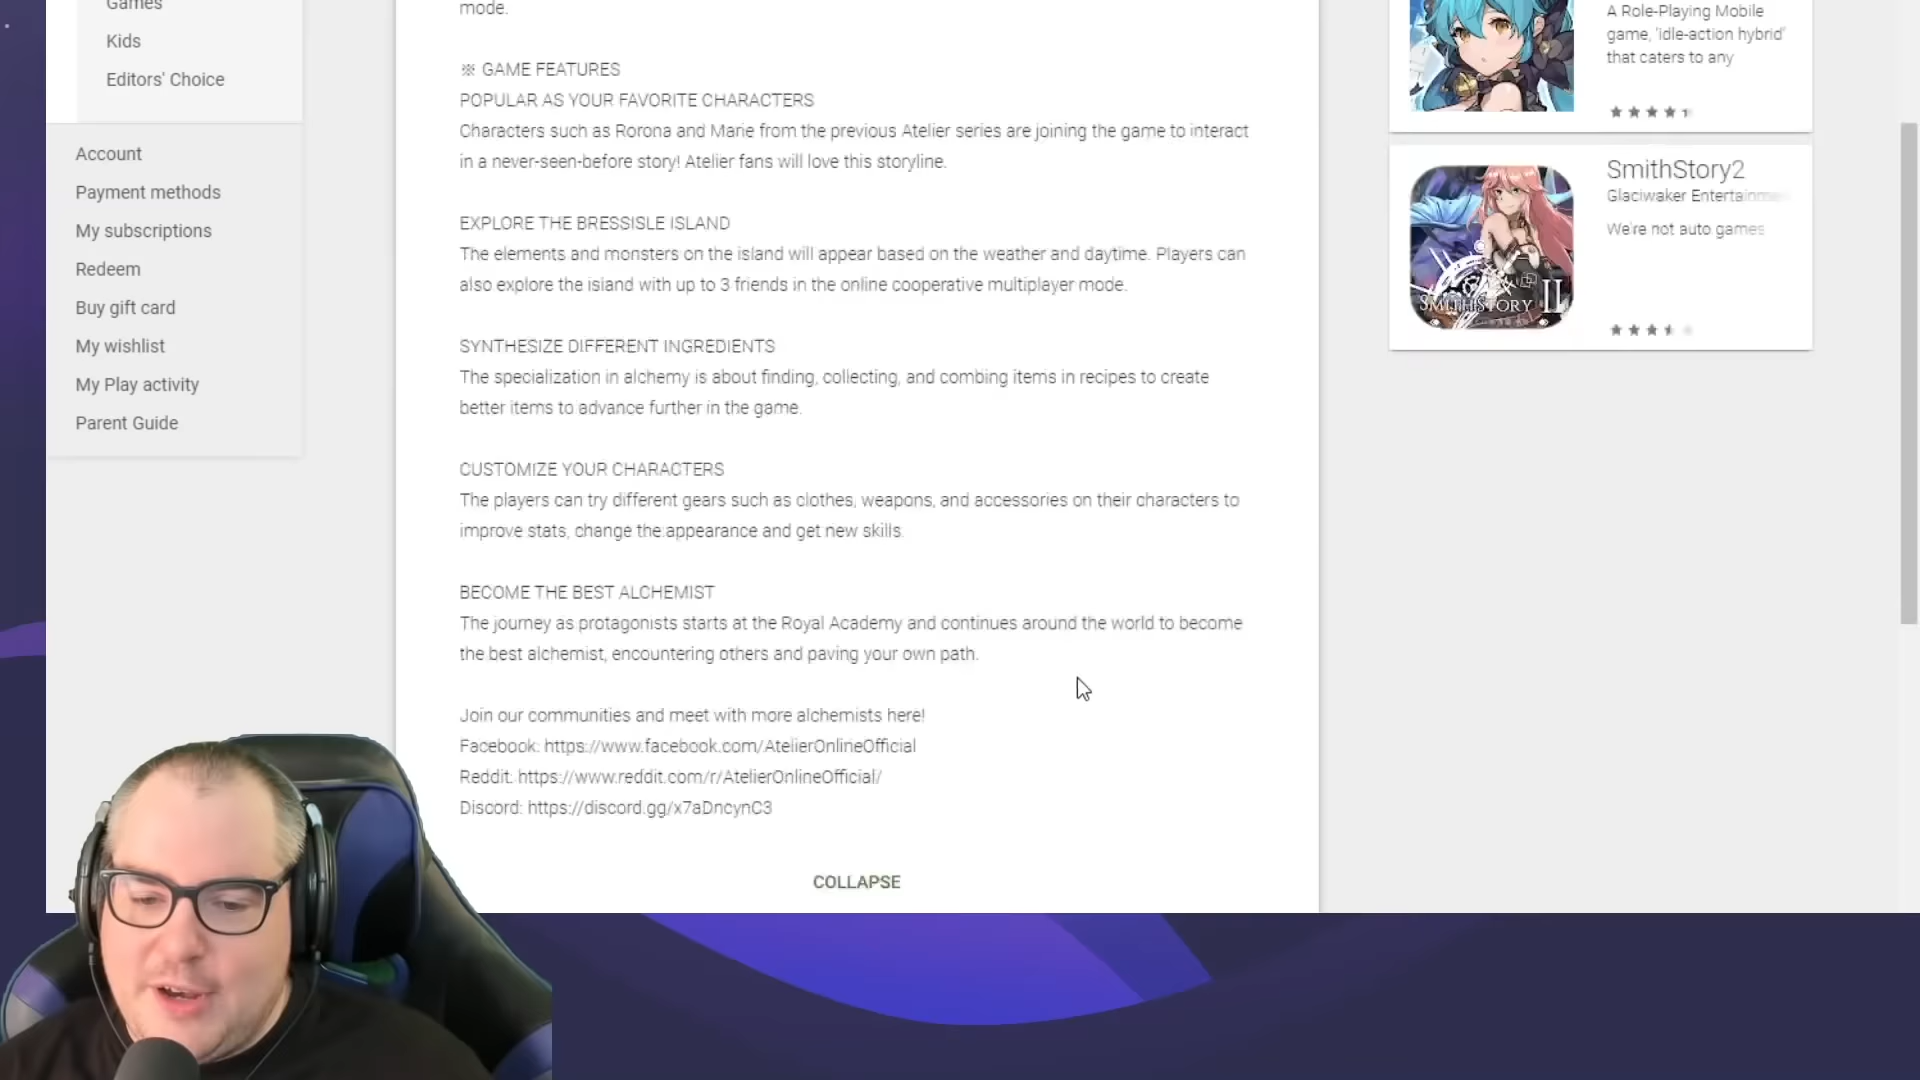 Games
Kids
Editors' Choice
Account
Payment methods
My subscriptions
Redeem
Buy gift card
My wishlist
My Play activity
Parent Guide
mode.
※ GAME FEATURES
POPULAR AS YOUR FAVORITE CHARACTERS
Characters such as Rorona and Marie from the previous Atelier series are joining the game to interact
in a never-seen-before story! Atelier fans will love this storyline.
EXPLORE THE BRESSISLE ISLAND
The elements and monsters on the island will appear based on the weather and daytime. Players can
also explore the island with up to 3 friends in the online cooperative multiplayer mode.
SYNTHESIZE DIFFERENT INGREDIENTS
The specialization in alchemy is about finding, collecting, and combing items in recipes to create
better items to advance further in the game.
CUSTOMIZE YOUR CHARACTERS
The players can try different gears such as clothes, weapons, and accessories on their characters to
improve stats, change the appearance and get new skills.
BECOME THE BEST ALCHEMIST
The journey as protagonists starts at the Royal Academy and continues around the world to become
the best alchemist, encountering others and paving your own path.
Join our communities and meet with more alchemists here!
Facebook: https://www.facebook.com/AtelierOnlineOfficial
Reddit: https://www.reddit.com/r/AtelierOnlineOfficial/
Discord: https://discord.gg/x7aDncynC3
COLLAPSE
A Role-Playing Mobile
game, 'idle-action hybrid'
that caters to any
SmithStory2
Glaciwaker Entertainme
We're not auto games
SMITHSTORY II